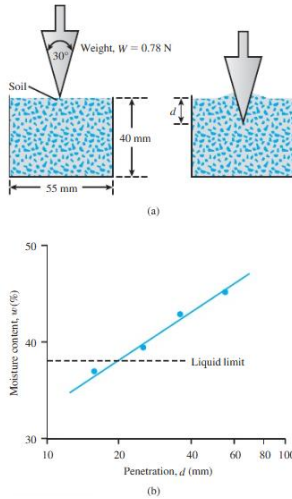 30°
Weight, W = 0.78 N
Soil
d
40 mm
55 mm
(a)
50
40
30
Moisture content, w (%)
Liquid limit
10
20
40
60
80
100
Penetration, d (mm)
(b)